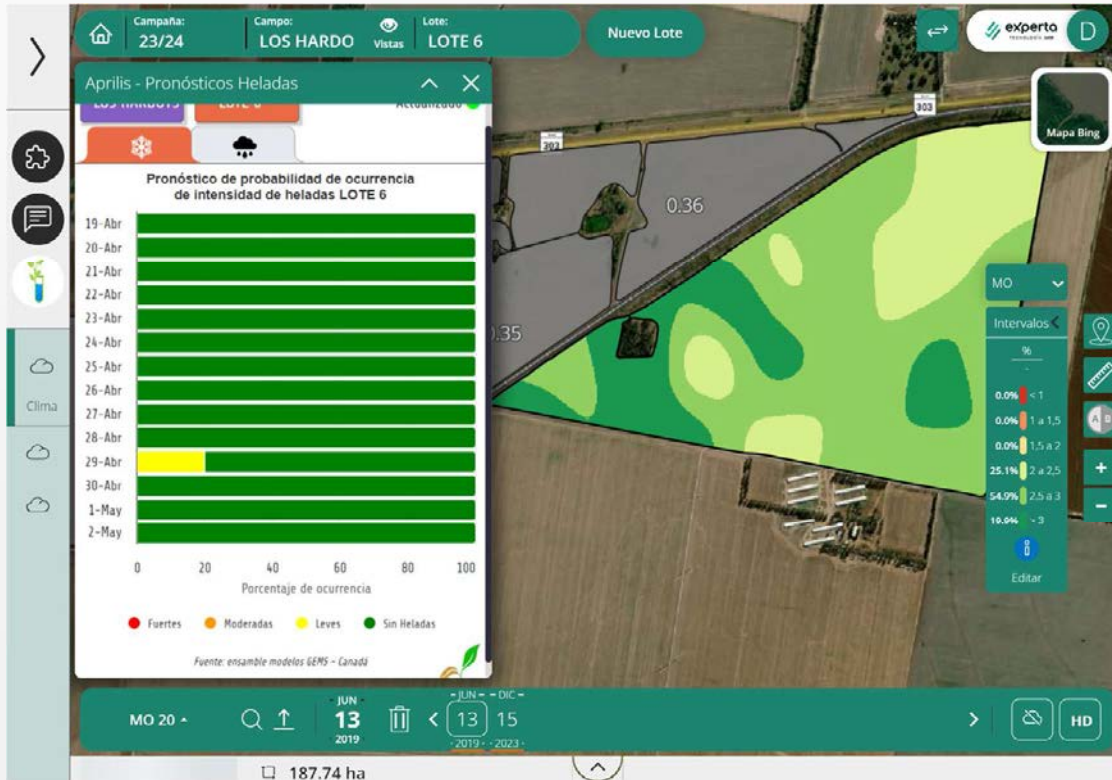 Campaña:
23/24
Campo:
LOS HARDO
Vistas
Lote:
LOTE 6
Nuevo Lote
experta
D
Mapa Bing
Aprilis - Pronósticos Heladas
LOTE 6
Actualizado
Pronóstico de probabilidad de ocurrencia
de intensidad de heladas LOTE 6
19-Abr
20-Abr
21-Abr
22-Abr
23-Abr
24-Abr
25-Abr
26-Abr
27-Abr
28-Abr
29-Abr
30-Abr
1-May
2-May
0 20 40 60 80 100
Porcentaje de ocurrencia
Fuertes Moderadas Leves Sin Heladas
Fuente: ensamble modelos GEMS - Canadá
Clima
303
303
0.36
0.35
MO
Intervalos
%
-
0.0% < 1
0.0% 1 a 1,5
0.0% 1,5 a 2
25.1% 2 a 2,5
54.9% 2,5 a 3
Editar
A B
+
-
MO 20
JUN
13
2019
JUN
13
2019
DIC
15
2023
HD
187.74 ha